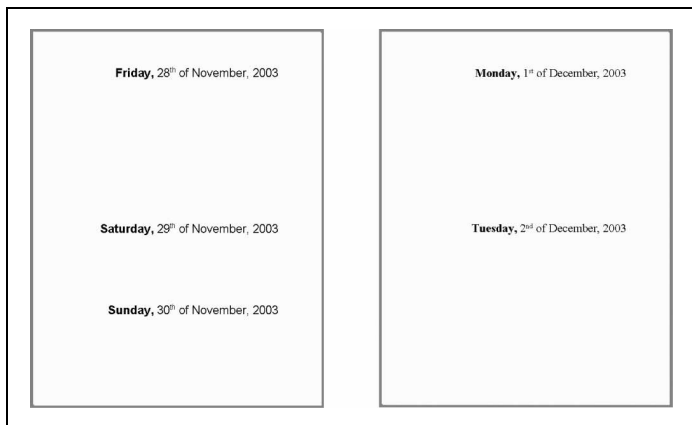 Friday, 28th of November, 2003
Saturday, 29th of November, 2003
Sunday, 30th of November, 2003
Monday, 1st of December, 2003
Tuesday, 2nd of December, 2003